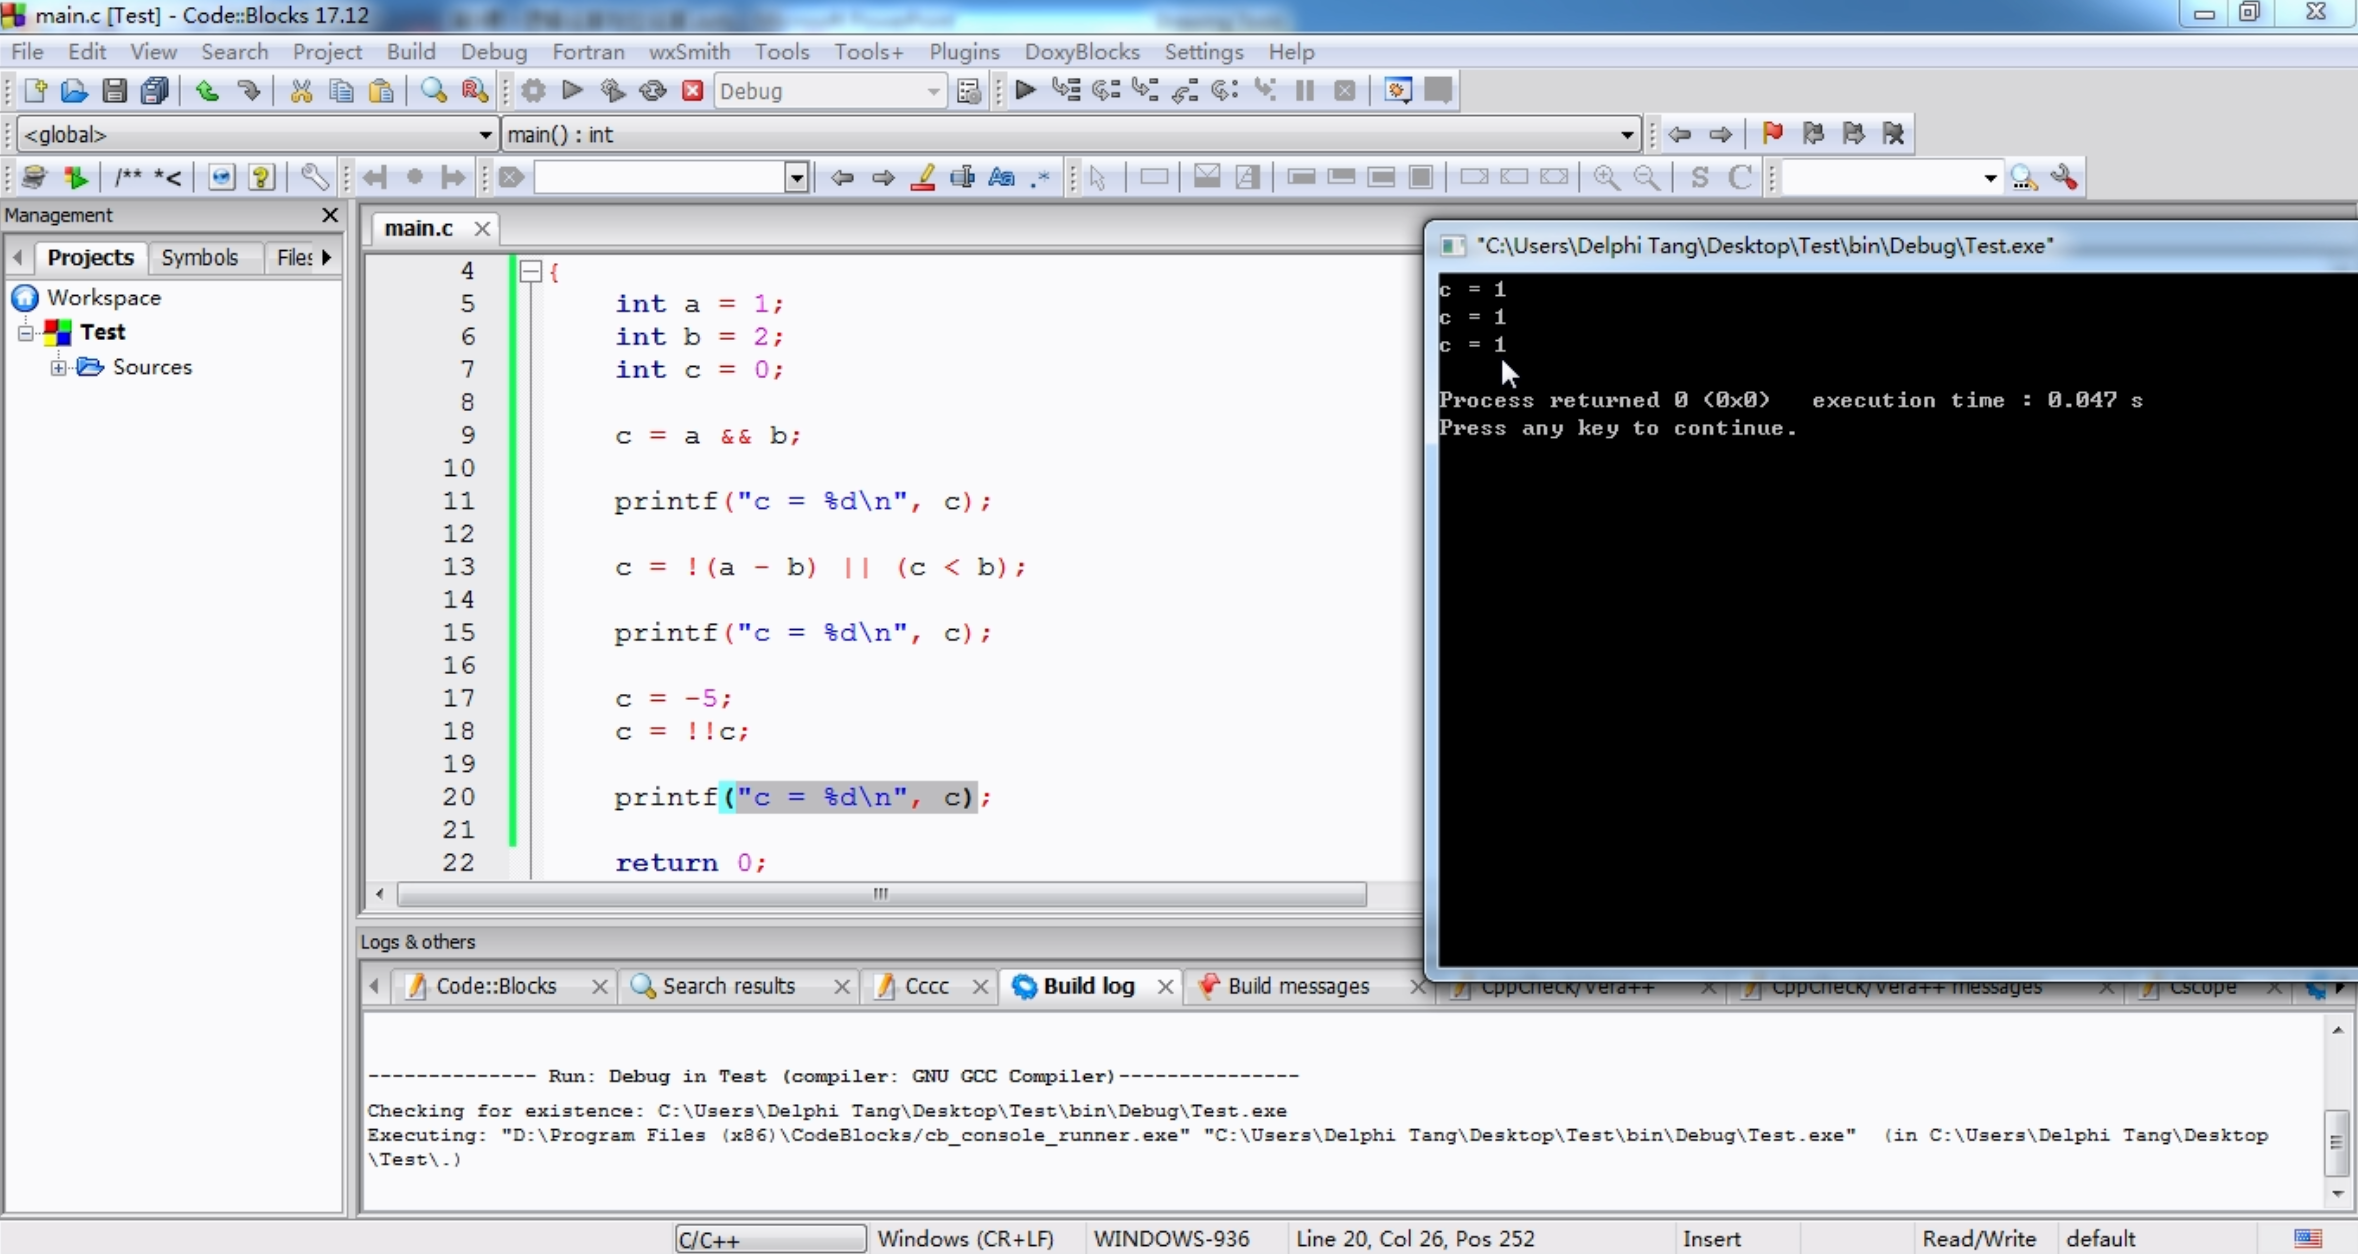 main.c [Test] - Code::Blocks 17.12
File Edit View Search Project Build Debug Fortran wxSmith Tools Tools+ Plugins DoxyBlocks Settings Help
Debug
<global> main() : int
/** *<
Aa .* S C
Management
Projects Symbols Files
Workspace
Test
Sources
main.c
4 {
5 int a = 1;
6 int b = 2;
7 int c = 0;
8
9 c = a && b;
10
11 printf("c = %d\n", c);
12
13 c = !(a - b) || (c < b);
14
15 printf("c = %d\n", c);
16
17 c = -5;
18 c = !!c;
19
20 printf("c = %d\n", c);
21
22 return 0;
"C:\Users\Delphi Tang\Desktop\Test\bin\Debug\Test.exe"
c = 1
c = 1
c = 1
Process returned 0 (0x0) execution time : 0.047 s
Press any key to continue.
Logs & others
Code::Blocks Search results Cccc Build log Build messages CppCheck/Vera++ CppCheck/Vera++ messages Cscope
-------------- Run: Debug in Test (compiler: GNU GCC Compiler)---------------
Checking for existence: C:\Users\Delphi Tang\Desktop\Test\bin\Debug\Test.exe
Executing: "D:\Program Files (x86)\CodeBlocks/cb_console_runner.exe" "C:\Users\Delphi Tang\Desktop\Test\bin\Debug\Test.exe" (in C:\Users\Delphi Tang\Desktop
\Test\.)
C/C++ Windows (CR+LF) WINDOWS-936 Line 20, Col 26, Pos 252 Insert Read/Write default